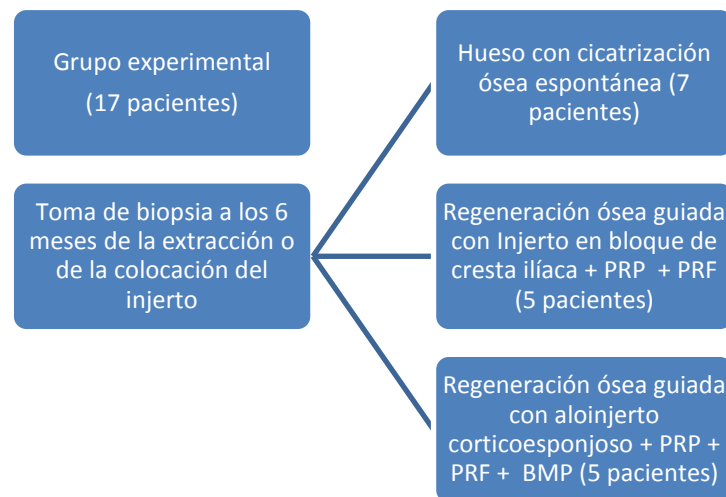 Grupo experimental
(17 pacientes)
Toma de biopsia a los 6
meses de la extracción o
de la colocación del
injerto
Hueso con cicatrización
ósea espontánea (7
pacientes)
Regeneración ósea guiada
con Injerto en bloque de
cresta ilíaca + PRP + PRF
(5 pacientes)
Regeneración ósea guiada
con aloinjerto
corticoesponjoso + PRP +
PRF + BMP (5 pacientes)